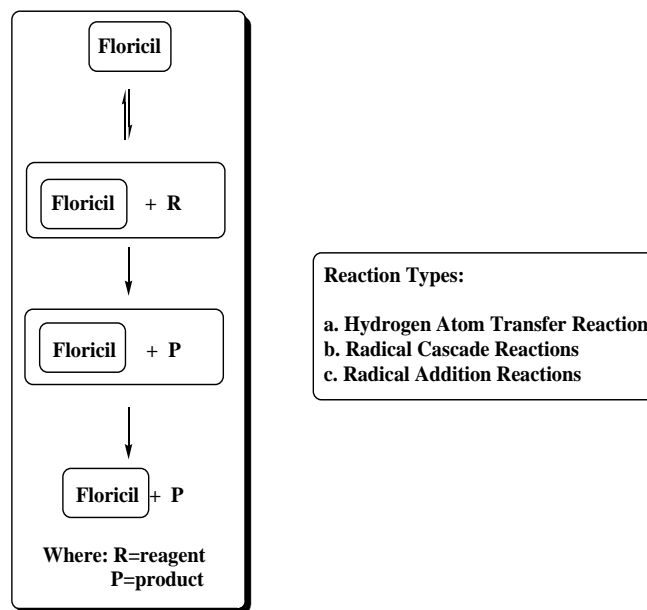 Floricil
Floricil + R
Floricil + P
Floricil + P
Where: R=reagent
P=product
Reaction Types:
a. Hydrogen Atom Transfer Reaction
b. Radical Cascade Reactions
c. Radical Addition Reactions